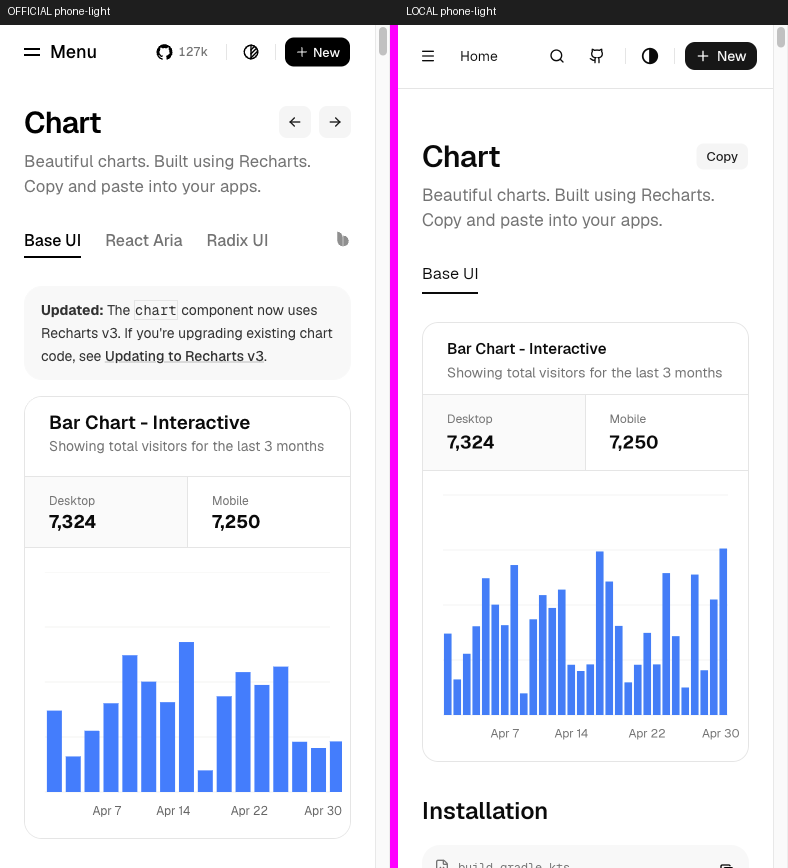 OFFICIAL phone-light
Menu
127k
New
Chart
Beautiful charts. Built using Recharts.
Copy and paste into your apps.
Base UI
React Aria
Radix UI
Updated: The chart component now uses
Recharts v3. If you're upgrading existing chart
code, see Updating to Recharts v3.
Bar Chart - Interactive
Showing total visitors for the last 3 months
Desktop
7,324
Mobile
7,250
Apr 7
Apr 14
Apr 22
Apr 30
LOCAL phone-light
Home
New
Chart
Copy
Beautiful charts. Built using Recharts.
Copy and paste into your apps.
Base UI
Bar Chart - Interactive
Showing total visitors for the last 3 months
Desktop
7,324
Mobile
7,250
Apr 7
Apr 14
Apr 22
Apr 30
Installation
build.gradle.kts